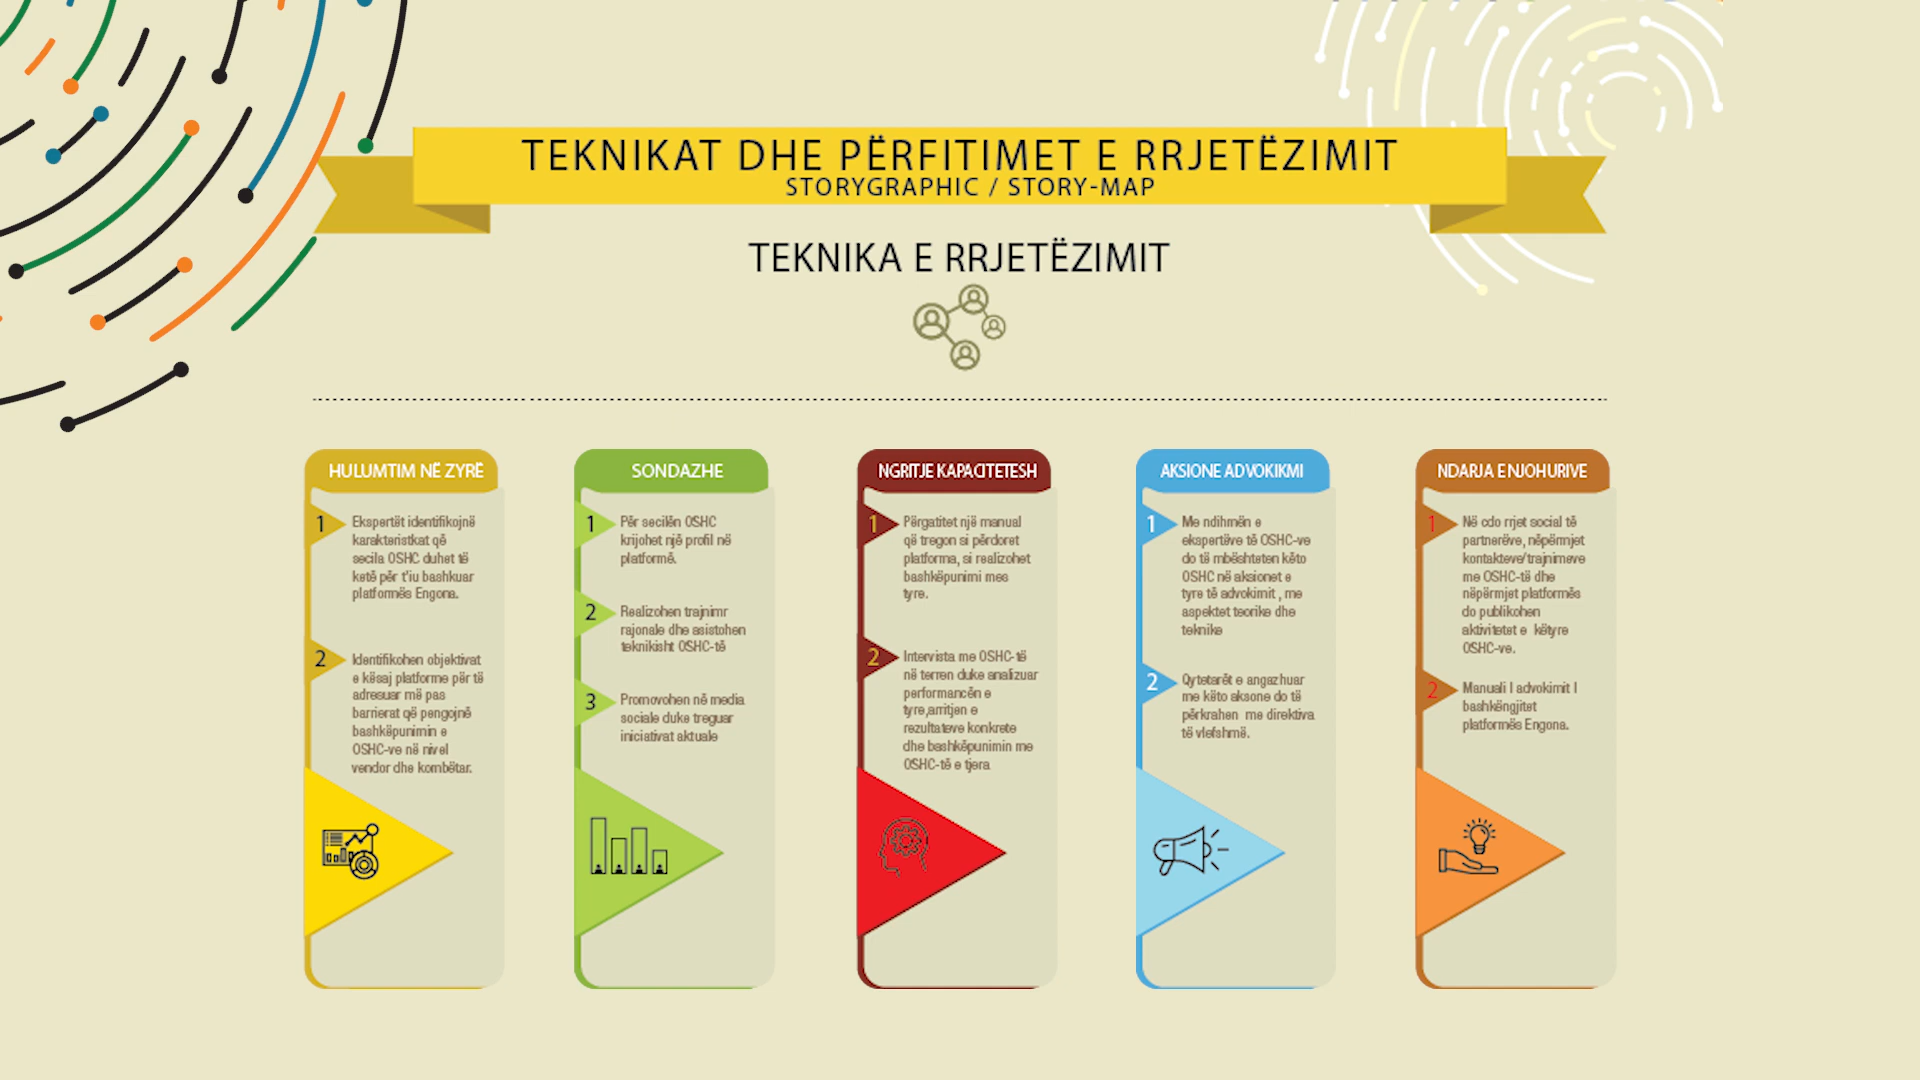 TEKNIKAT DHE PËRFITIMET E RRJETËZIMIT
STORYGRAPHIC / STORY-MAP
TEKNIKA E RRJETËZIMIT
HULUMTIM NË ZYRË
1
Ekspertët identifikojnë
karakteristkat që
secila OSHC duhet të
ketë për t'iu bashkuar
platformës Engona.
2
Identifikohen objektivat
e kësaj platforme për të
adresuar më pas
barrierat që pengojnë
bashkëpunimin e
OSHC-ve në nivel
vendor dhe kombëtar.
SONDAZHE
1
Për secilën OSHC
krijohet një profil në
platformë.
2
Realizohen trajnimr
rajonale dhe asistohen
teknikisht OSHC-të
3
Promovohen në media
sociale duke treguar
iniciativat aktuale
NGRITJE KAPACITETESH
1
Përgatitet një manual
që tregon si përdoret
platforma, si realizohet
bashkëpunimi mes
tyre.
2
Intervista me OSHC-të
në terren duke analizuar
performancën e
tyre,arritjen e
rezultateve konkrete
dhe bashkëpunimin me
OSHC-të e tjera
AKSIONE ADVOKIKMI
1
Me ndihmën e
ekspertëve të OSHC-ve
do të mbështeten këto
OSHC në aksionet e
tyre të advokimit , me
aspektet teorike dhe
teknike
2
Qytetarët e angazhuar
me këto aksone do të
përkrahen me direktiva
të vlefshmë.
NDARJA E NJOHURIVE
1
Në cdo rrjet social të
partnerëve, nëpërmjet
kontakteve/trajnimeve
me OSHC-të dhe
nëpërmjet platformës
do publikohen
aktivitetet e këtyre
OSHC-ve.
2
Manuali I advokimit I
bashkëngjitet
platformës Engona.